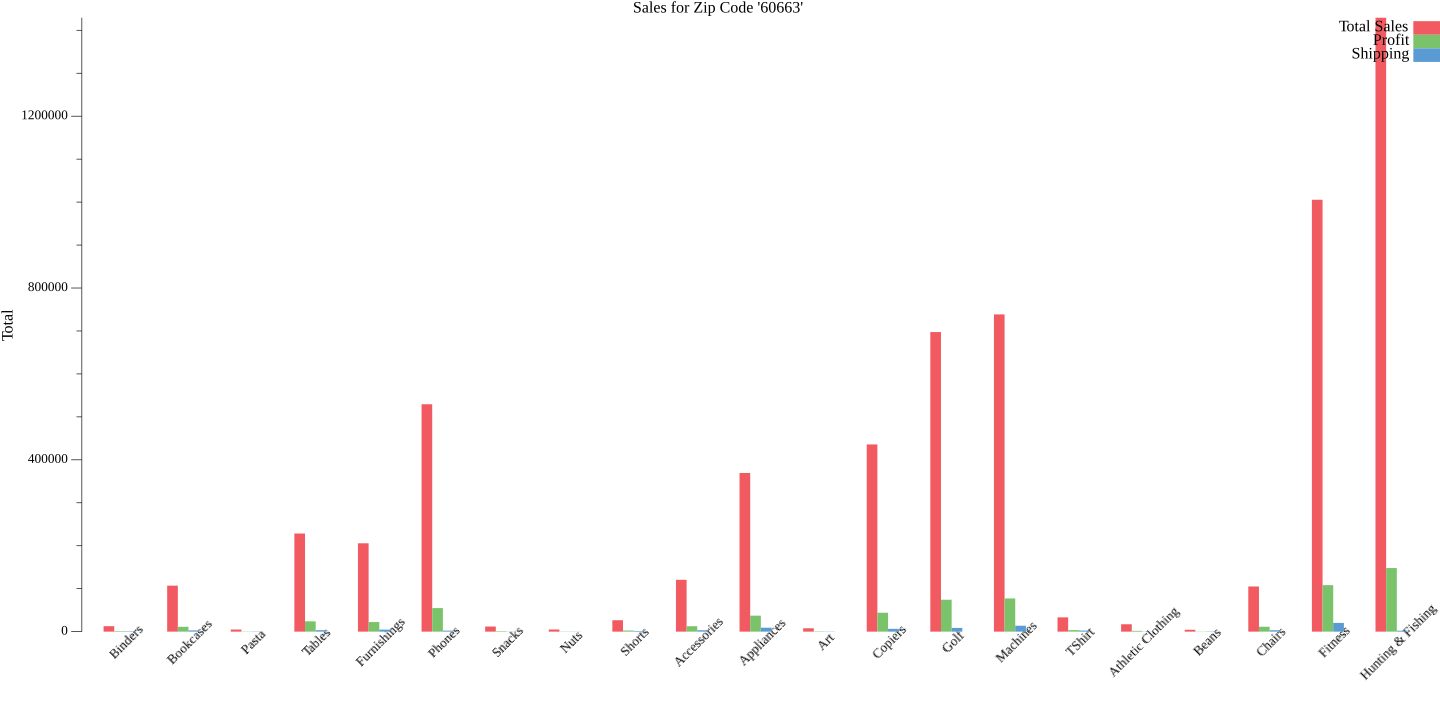 Sales for Zip Code '60663'
Total Sales
Profit
Shipping
1200000
800000
400000
0
Total
Binders
Bookcases
Pasta
Tables
Furnishings
Phones
Snacks
Nuts
Shorts
Accessories
Appliances
Art
Copiers
Golf
Machines
TShirt
Athletic Clothing
Beans
Chairs
Fitness
Hunting & Fishing